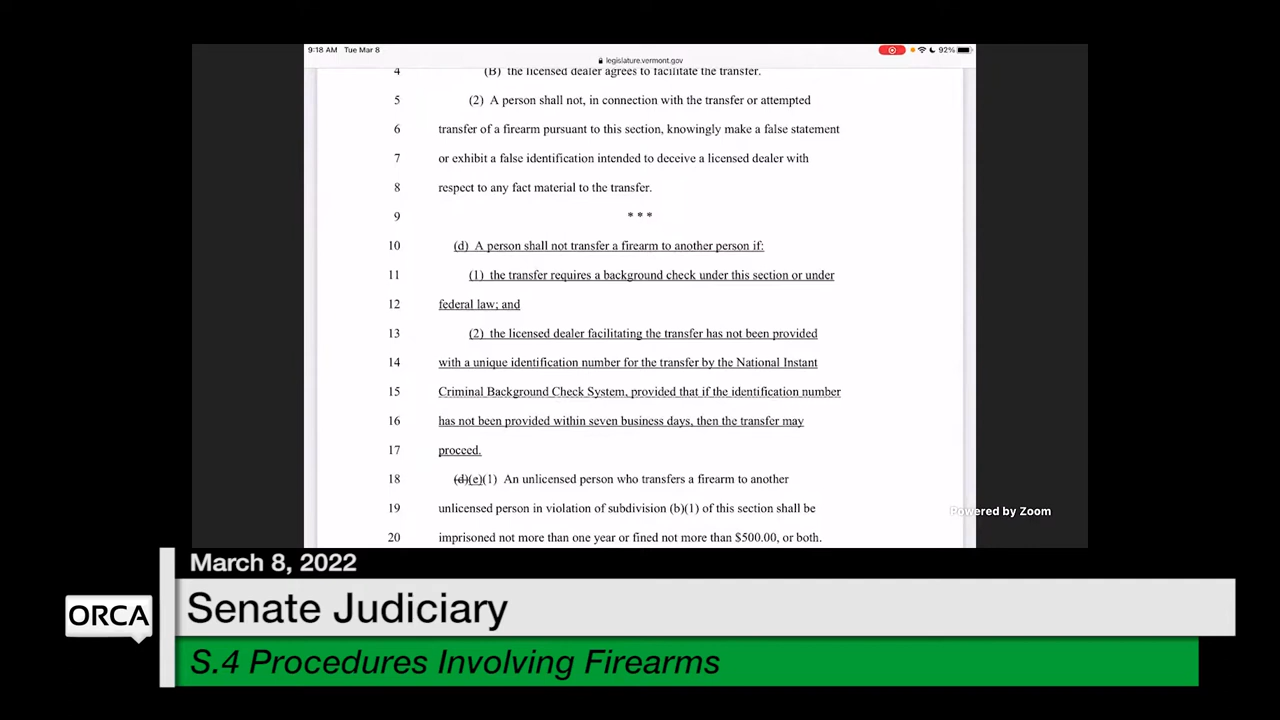 9:18 AM Tue Mar 8
92%
legislature.vermont.gov
4 (B) the licensed dealer agrees to facilitate the transfer.
5 (2) A person shall not, in connection with the transfer or attempted
6 transfer of a firearm pursuant to this section, knowingly make a false statement
7 or exhibit a false identification intended to deceive a licensed dealer with
8 respect to any fact material to the transfer.
9 * * *
10 (d) A person shall not transfer a firearm to another person if:
11 (1) the transfer requires a background check under this section or under
12 federal law; and
13 (2) the licensed dealer facilitating the transfer has not been provided
14 with a unique identification number for the transfer by the National Instant
15 Criminal Background Check System, provided that if the identification number
16 has not been provided within seven business days, then the transfer may
17 proceed.
18 (d)(e)(1) An unlicensed person who transfers a firearm to another
19 unlicensed person in violation of subdivision (b)(1) of this section shall be
20 imprisoned not more than one year or fined not more than $500.00, or both.
Powered by Zoom
March 8, 2022
ORCA
Senate Judiciary
S.4 Procedures Involving Firearms